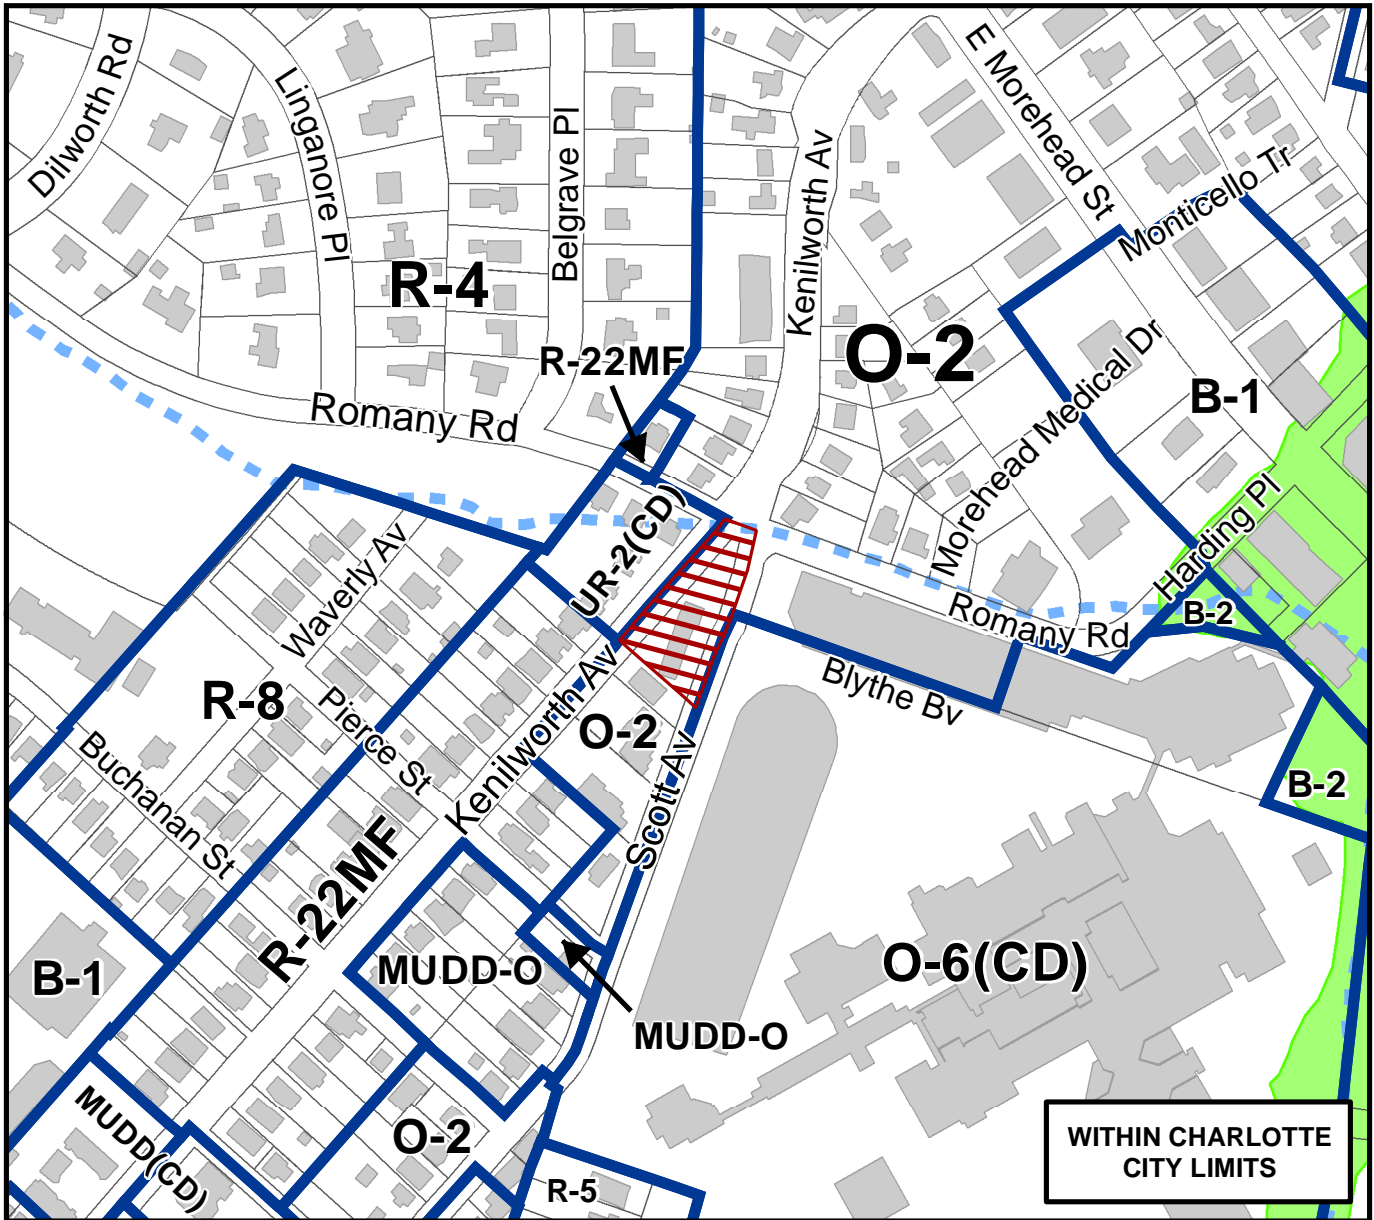 Dilworth Rd
Linganore Pl
Belgrave Pl
Kenilworth Av
E Morehead St
Monticello Tr
R-4
O-2
R-22MF
Morehead Medical Dr
B-1
Romany Rd
Harding Pl
UR-2(CD)
Waverly Av
Romany Rd
B-2
Blythe Bv
R-8
Pierce St
Kenilworth Av
O-2
Buchanan St
Scott Av
B-2
R-22MF
B-1
MUDD-O
O-6(CD)
MUDD-O
MUDD(CD)
O-2
R-5
WITHIN CHARLOTTE
CITY LIMITS